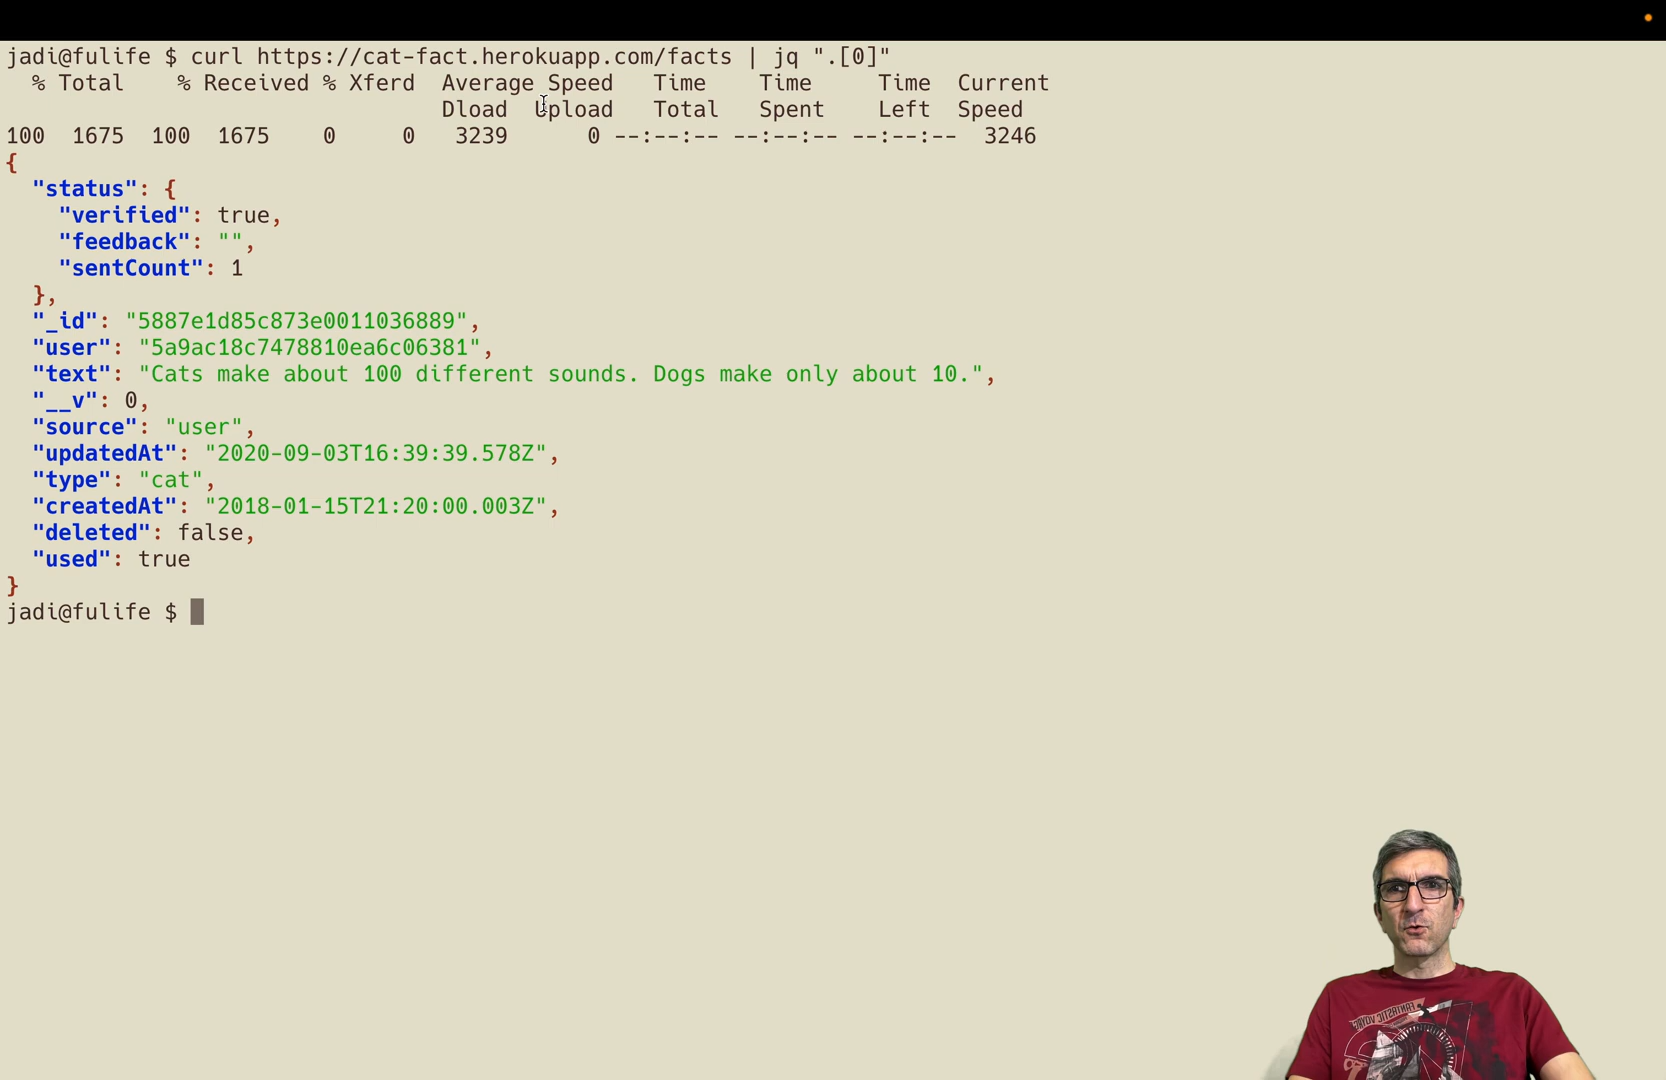 jadi@fulife $ curl https://cat-fact.herokuapp.com/facts | jq ".[0]"
  % Total    % Received % Xferd  Average Speed   Time    Time     Time  Current
                                 Dload  Upload   Total   Spent    Left  Speed
100  1675  100  1675    0     0   3239      0 --:--:-- --:--:-- --:--:--  3246
{
  "status": {
    "verified": true,
    "feedback": "",
    "sentCount": 1
  },
  "_id": "5887e1d85c873e0011036889",
  "user": "5a9ac18c7478810ea6c06381",
  "text": "Cats make about 100 different sounds. Dogs make only about 10.",
  "__v": 0,
  "source": "user",
  "updatedAt": "2020-09-03T16:39:39.578Z",
  "type": "cat",
  "createdAt": "2018-01-15T21:20:00.003Z",
  "deleted": false,
  "used": true
}
jadi@fulife $
FANTASTIC VOYAGE